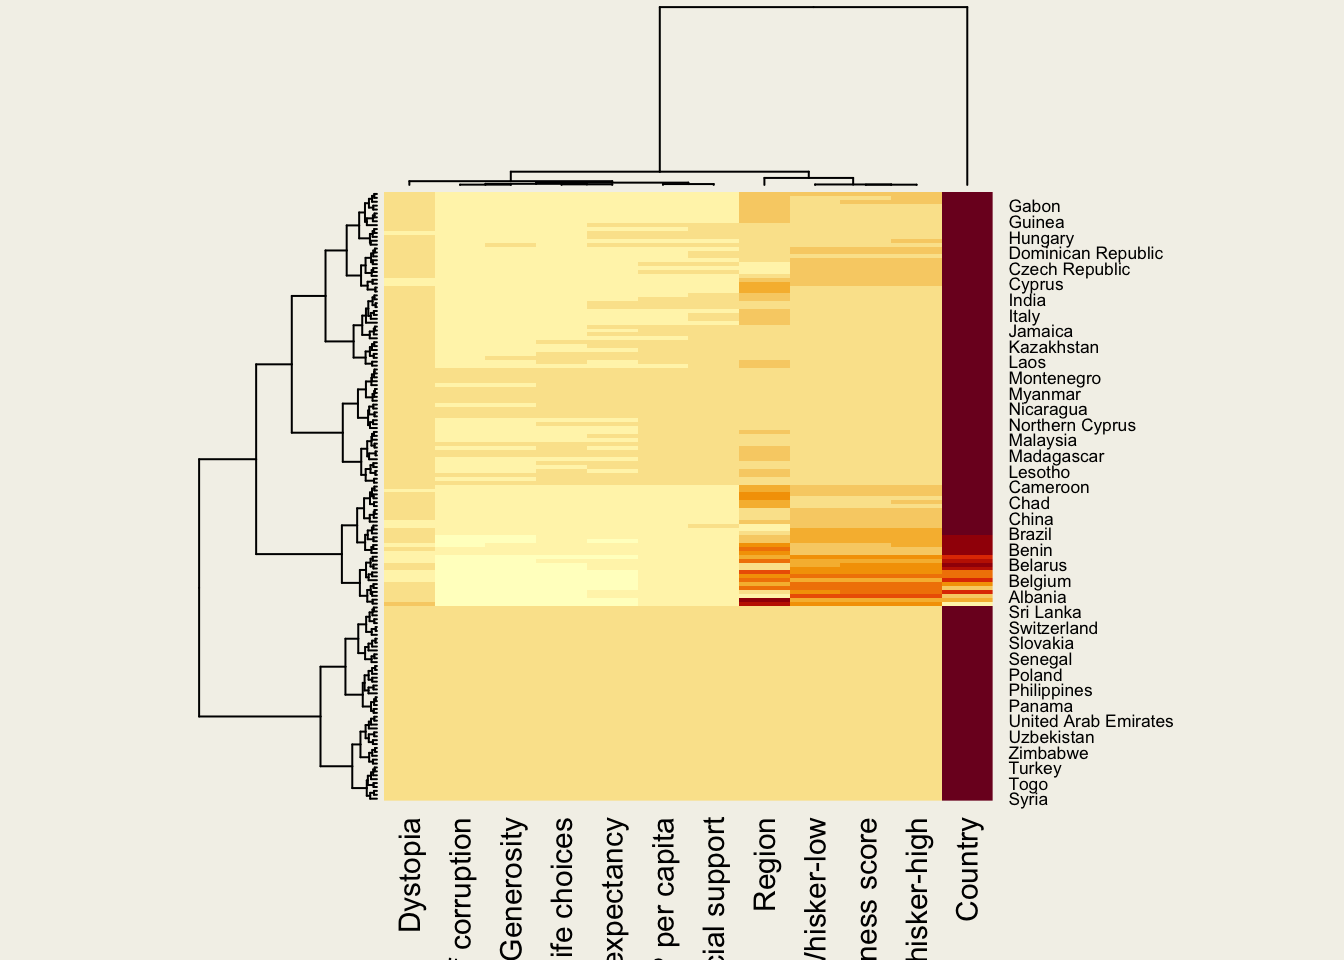 Gabon
Guinea
Hungary
Dominican Republic
Czech Republic
Cyprus
India
Italy
Jamaica
Kazakhstan
Laos
Montenegro
Myanmar
Nicaragua
Northern Cyprus
Malaysia
Madagascar
Lesotho
Cameroon
Chad
China
Brazil
Benin
Belarus
Belgium
Albania
Sri Lanka
Switzerland
Slovakia
Senegal
Poland
Philippines
Panama
United Arab Emirates
Uzbekistan
Zimbabwe
Turkey
Togo
Syria
Dystopia
corruption
Generosity
ife choices
expectancy
per capita
cial support
Region
hisker-low
ness score
hisker-high
Country